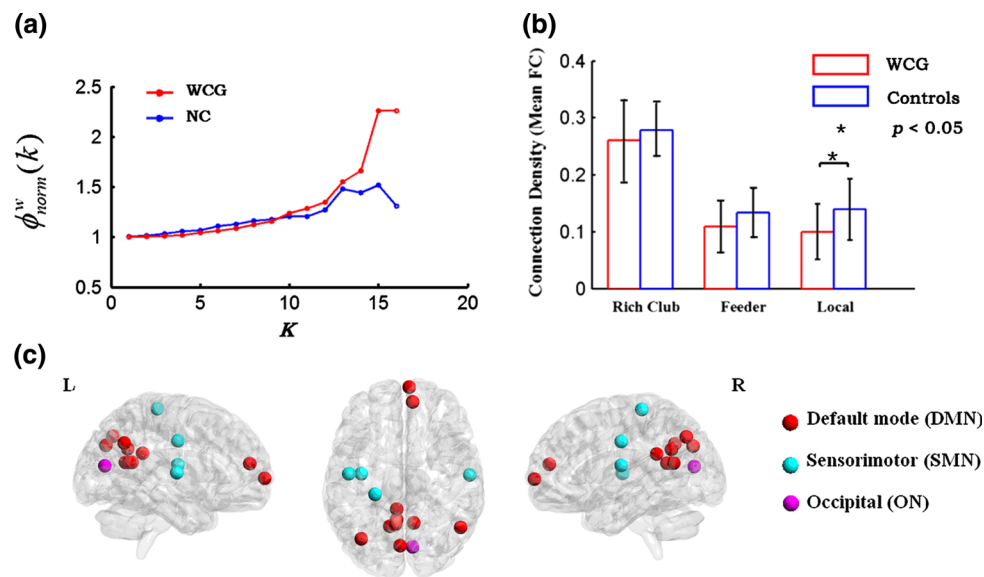 (a)
WCG
NC
2.5
2
1.5
1
0.5
0
5
10
15
20
K
ϕ^w_norm(k)
(b)
WCG
Controls
p < 0.05
*
*
0.4
0.3
0.2
0.1
0
Connection Density (Mean FC)
Rich Club
Feeder
Local
(c)
L
R
Default mode (DMN)
Sensorimotor (SMN)
Occipital (ON)